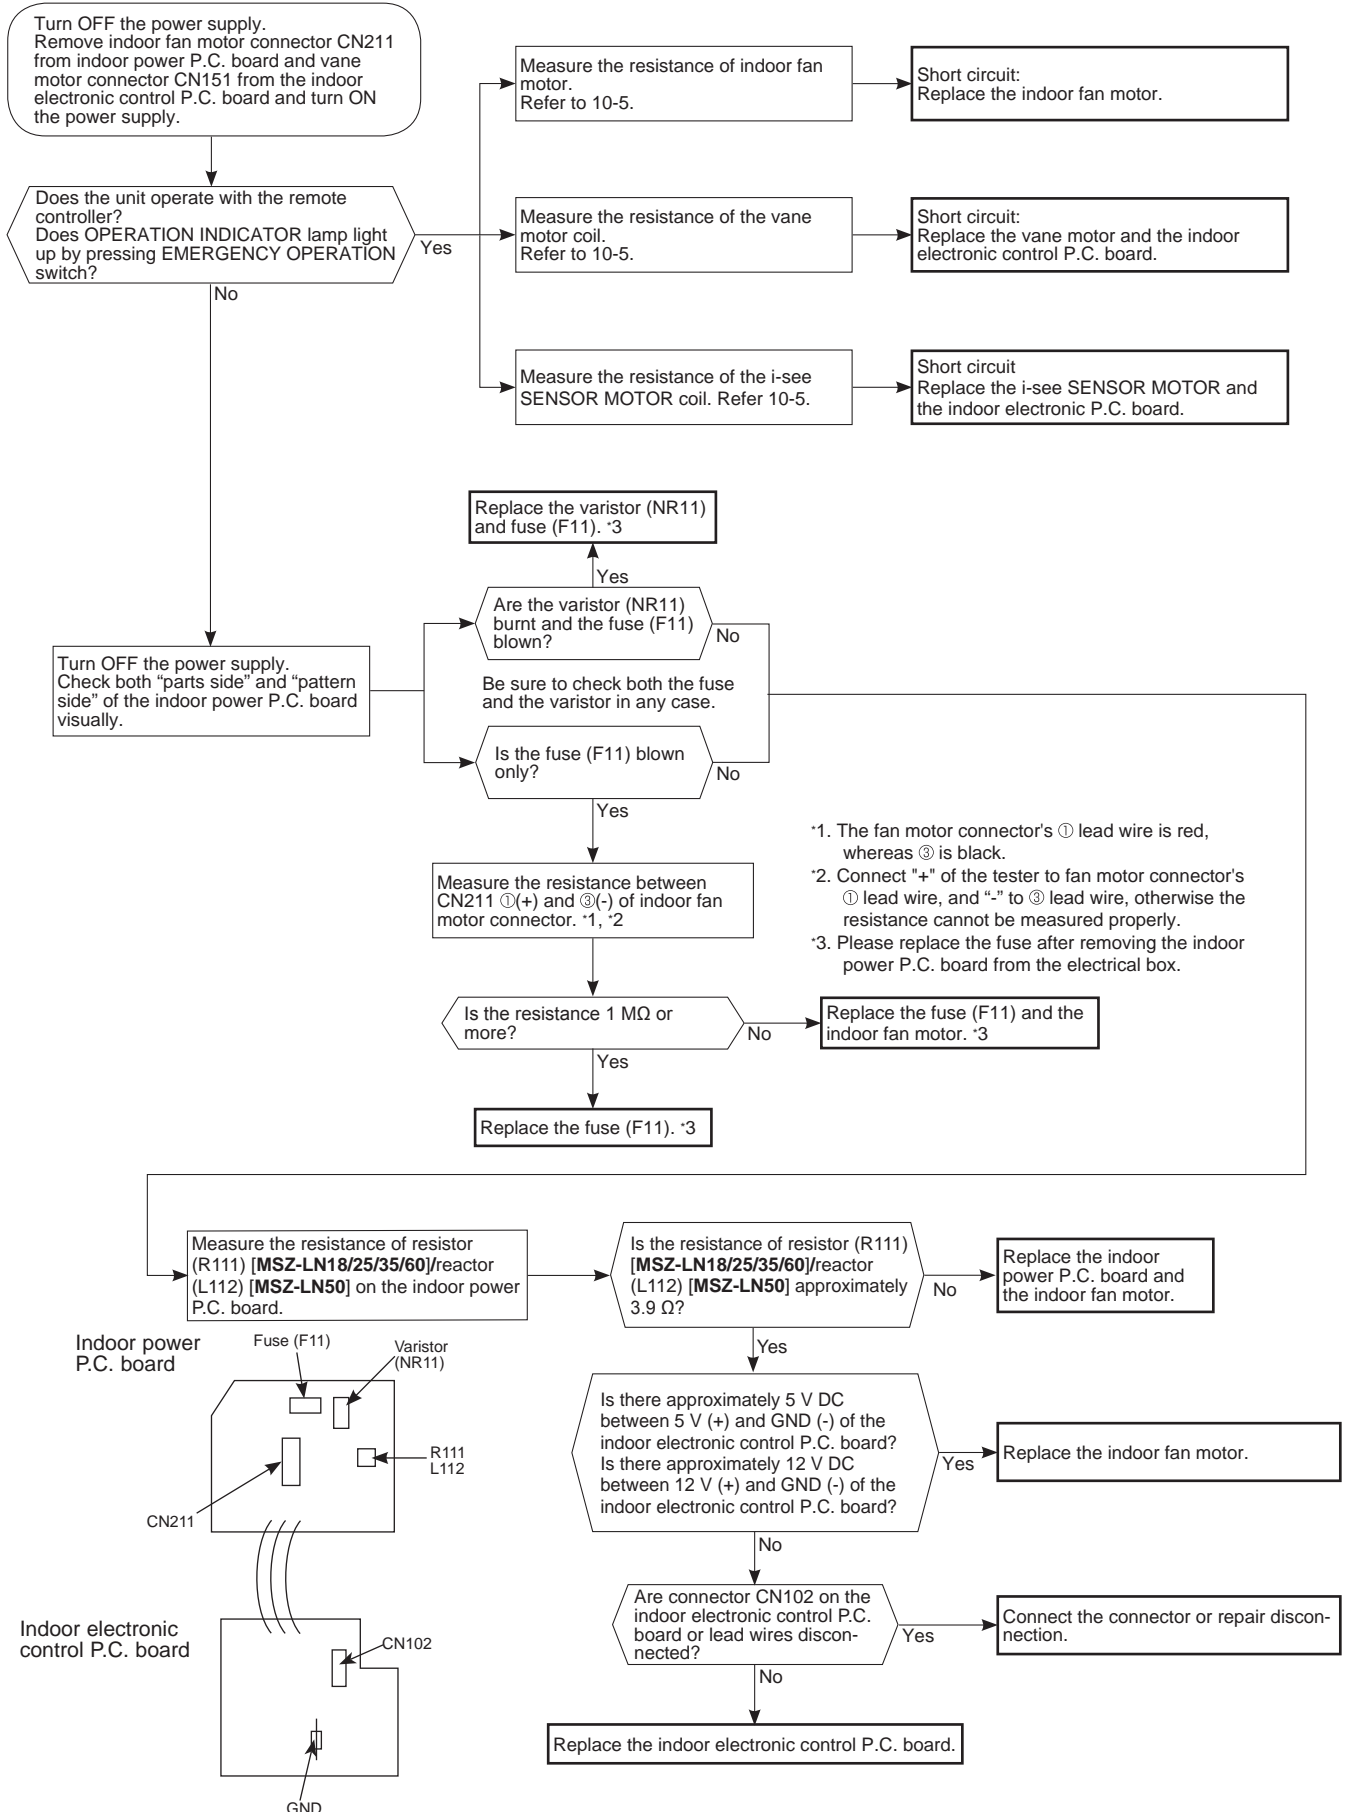 Turn OFF the power supply.
Remove indoor fan motor connector CN211
from indoor power P.C. board and vane
motor connector CN151 from the indoor
electronic control P.C. board and turn ON
the power supply.
Does the unit operate with the remote
controller?
Does OPERATION INDICATOR lamp light
up by pressing EMERGENCY OPERATION
switch?
Yes
No
Measure the resistance of indoor fan
motor.
Refer to 10-5.
Short circuit:
Replace the indoor fan motor.
Measure the resistance of the vane
motor coil.
Refer to 10-5.
Short circuit:
Replace the vane motor and the indoor
electronic control P.C. board.
Measure the resistance of the i-see
SENSOR MOTOR coil. Refer 10-5.
Short circuit
Replace the i-see SENSOR MOTOR and
the indoor electronic P.C. board.
Replace the varistor (NR11)
and fuse (F11). *3
Yes
Are the varistor (NR11)
burnt and the fuse (F11)
blown?
No
Turn OFF the power supply.
Check both “parts side” and “pattern
side” of the indoor power P.C. board
visually.
Be sure to check both the fuse
and the varistor in any case.
Is the fuse (F11) blown
only?
No
Yes
Measure the resistance between
CN211 ①(+) and ③(-) of indoor fan
motor connector. *1, *2
*1. The fan motor connector's ① lead wire is red,
whereas ③ is black.
*2. Connect "+" of the tester to fan motor connector's
① lead wire, and “-” to ③ lead wire, otherwise the
resistance cannot be measured properly.
*3. Please replace the fuse after removing the indoor
power P.C. board from the electrical box.
Is the resistance 1 MΩ or
more?
No
Replace the fuse (F11) and the
indoor fan motor. *3
Yes
Replace the fuse (F11). *3
Measure the resistance of resistor
(R111) [MSZ-LN18/25/35/60]/reactor
(L112) [MSZ-LN50] on the indoor power
P.C. board.
Is the resistance of resistor (R111)
[MSZ-LN18/25/35/60]/reactor
(L112) [MSZ-LN50] approximately
3.9 Ω?
No
Replace the indoor
power P.C. board and
the indoor fan motor.
Yes
Is there approximately 5 V DC
between 5 V (+) and GND (-) of the
indoor electronic control P.C. board?
Is there approximately 12 V DC
between 12 V (+) and GND (-) of the
indoor electronic control P.C. board?
Yes
Replace the indoor fan motor.
No
Are connector CN102 on the
indoor electronic control P.C.
board or lead wires discon-
nected?
Yes
Connect the connector or repair discon-
nection.
No
Replace the indoor electronic control P.C. board.
Indoor power
P.C. board
Fuse (F11)
Varistor
(NR11)
R111
L112
CN211
Indoor electronic
control P.C. board
CN102
GND